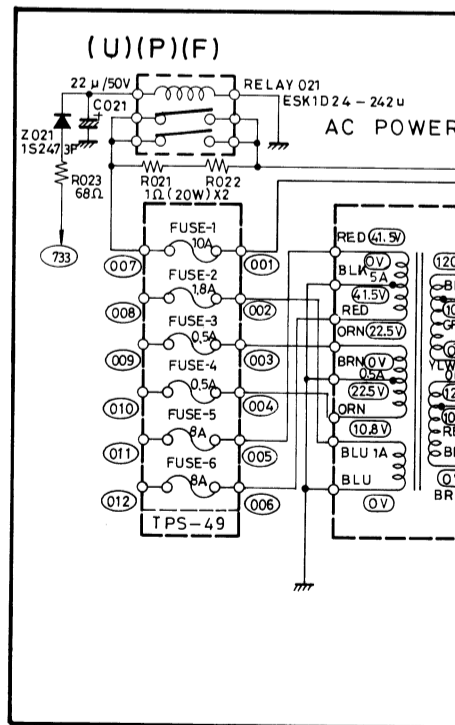 (U)(P)(F)
22μ/50V
RELAY 021
ESK1D24-242u
C021
+
AC POWER
Z021
1S2473F
R023
68Ω
R021 R022
1Ω(20W)X2
733
FUSE-1
10A
007 001
FUSE-2
1.8A
008 002
FUSE-3
0.5A
009 003
FUSE-4
0.5A
010 004
FUSE-5
8A
011 005
FUSE-6
8A
012 006
TPS-49
RED 41.5V
0V
BLK 5A
41.5V
RED
ORN 22.5V
BRN 0V
0.5A
22.5V
ORN
10.8V
BLU 1A
BLU
0V
120
YLW